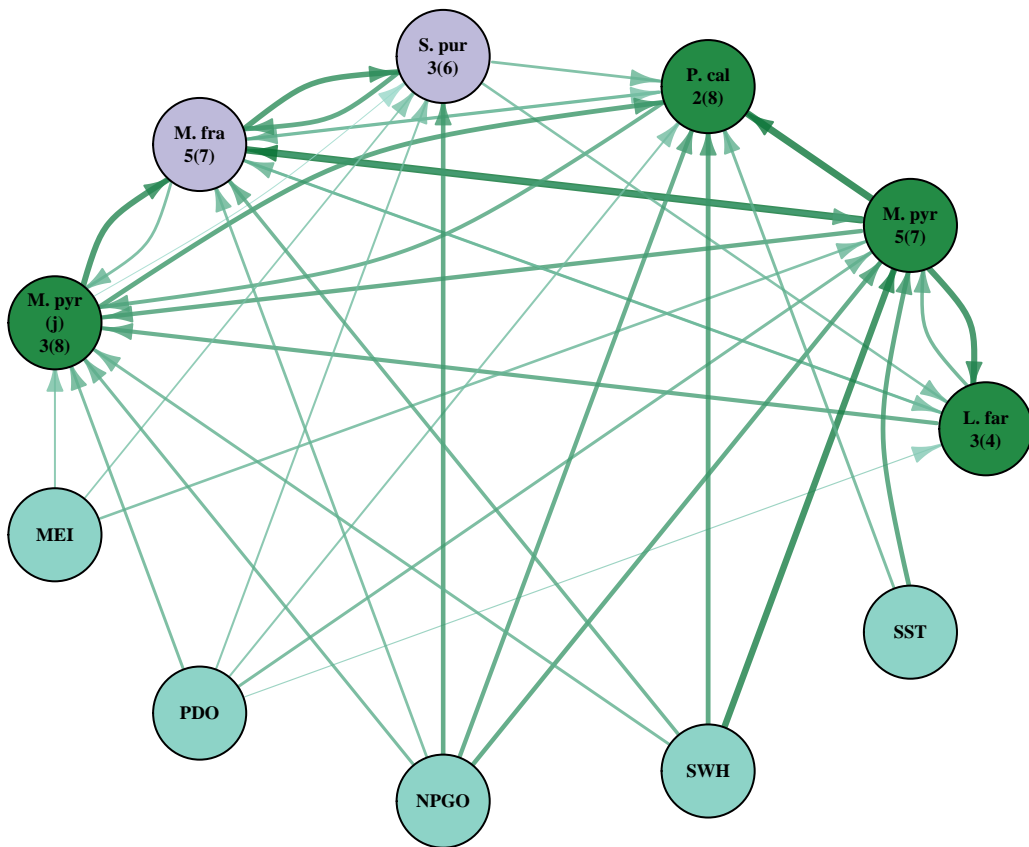 S. pur
3(6)
P. cal
2(8)
M. fra
5(7)
M. pyr
5(7)
M. pyr
(j)
3(8)
L. far
3(4)
MEI
SST
PDO
SWH
NPGO